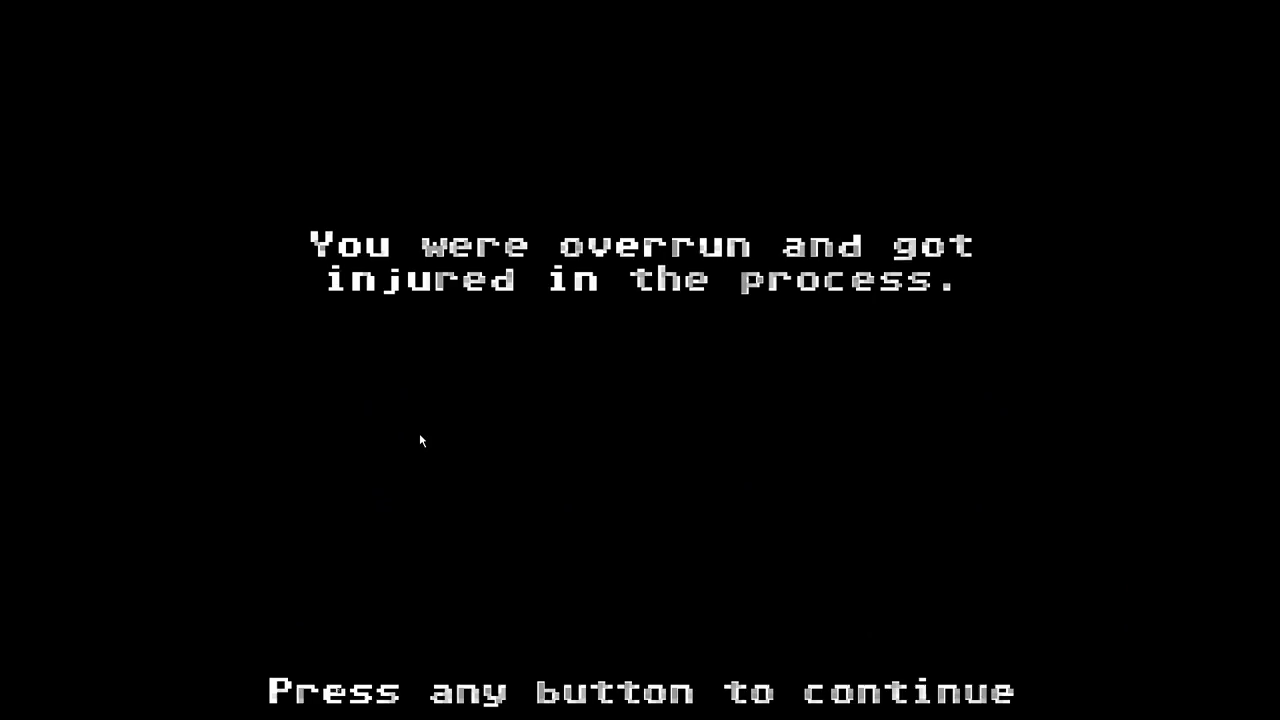 You were overrun and got
injured in the process.
Press any button to continue